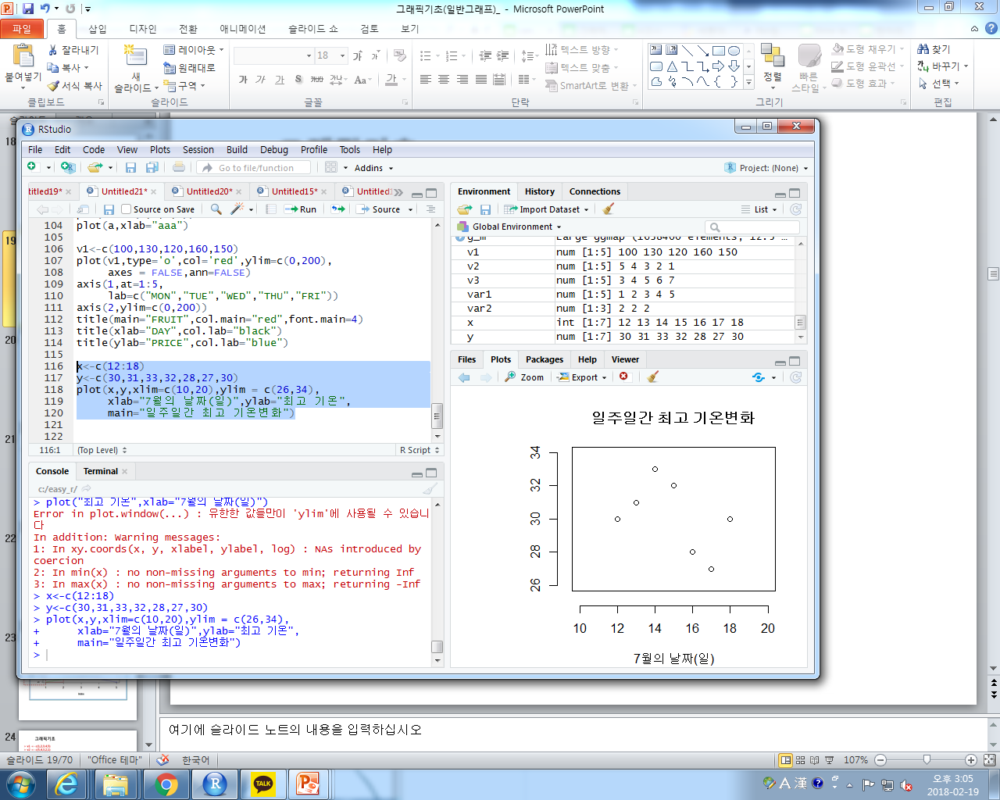 그래픽기초(일반그래프)_ - Microsoft PowerPoint
파일 홈 삽입 디자인 전환 애니메이션 슬라이드 쇼 검토 보기
붙여넣기 잘라내기 복사 서식 복사
새 슬라이드 레이아웃 원래대로 구역
18
텍스트 방향 텍스트 맞춤 SmartArt로 변환
정렬 빠른 스타일 도형 채우기 도형 윤곽선 도형 효과
찾기 바꾸기 선택
클립보드 슬라이드 글꼴 단락 그리기 편집
RStudio
File Edit Code View Plots Session Build Debug Profile Tools Help
Go to file/function Addins Project: (None)
titled19* Untitled21* Untitled20* Untitled15*
Source on Save Run Source
104 plot(a,xlab="aaa")
105
106 v1<-c(100,130,120,160,150)
107 plot(v1,type='o',col='red',ylim=c(0,200),
108 axes = FALSE,ann=FALSE)
109 axis(1,at=1:5,
110 lab=c("MON","TUE","WED","THU","FRI"))
111 axis(2,ylim=c(0,200))
112 title(main="FRUIT",col.main="red",font.main=4)
113 title(xlab="DAY",col.lab="black")
114 title(ylab="PRICE",col.lab="blue")
115
116 x<-c(12:18)
117 y<-c(30,31,33,32,28,27,30)
118 plot(x,y,xlim=c(10,20),ylim = c(26,34),
119 xlab="7월의 날짜(일)",ylab="최고 기온",
120 main="일주일간 최고 기온변화")
121
122
116:1 (Top Level) R Script
Console Terminal
c:/easy_r/
> plot("최고 기온",xlab="7월의 날짜(일)")
Error in plot.window(...) : 유한한 값들만이 'ylim'에 사용될 수 있습니
다
In addition: Warning messages:
1: In xy.coords(x, y, xlabel, ylabel, log) : NAs introduced by
coercion
2: In min(x) : no non-missing arguments to min; returning Inf
3: In max(x) : no non-missing arguments to max; returning -Inf
> x<-c(12:18)
> y<-c(30,31,33,32,28,27,30)
> plot(x,y,xlim=c(10,20),ylim = c(26,34),
+ xlab="7월의 날짜(일)",ylab="최고 기온",
+ main="일주일간 최고 기온변화")
>
Environment History Connections
Import Dataset List
Global Environment
v1 num [1:5] 100 130 120 160 150
v2 num [1:5] 5 4 3 2 1
v3 num [1:5] 3 4 5 6 7
var1 num [1:5] 1 2 3 4 5
var2 num [1:3] 2 2 2
x int [1:7] 12 13 14 15 16 17 18
y num [1:7] 30 31 33 32 28 27 30
Files Plots Packages Help Viewer
Zoom Export
일주일간 최고 기온변화
34
32
30
28
26
10 12 14 16 18 20
7월의 날짜(일)
18
19
20
21
22
23
24
그래픽기초
여기에 슬라이드 노트의 내용을 입력하십시오
슬라이드 19/70 "Office 테마" 한국어 107%
TALK
A 漢
오후 3:05
2018-02-19